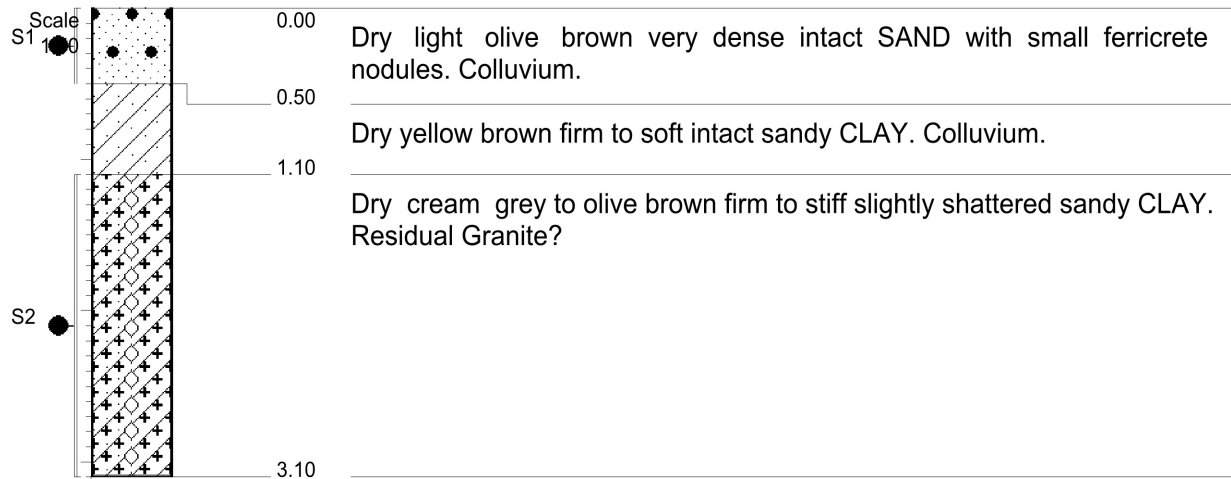 Scale
S1
0.00
Dry light olive brown very dense intact SAND with small ferricrete
nodules. Colluvium.
0.50
Dry yellow brown firm to soft intact sandy CLAY. Colluvium.
1.10
Dry cream grey to olive brown firm to stiff slightly shattered sandy CLAY.
Residual Granite?
S2
3.10